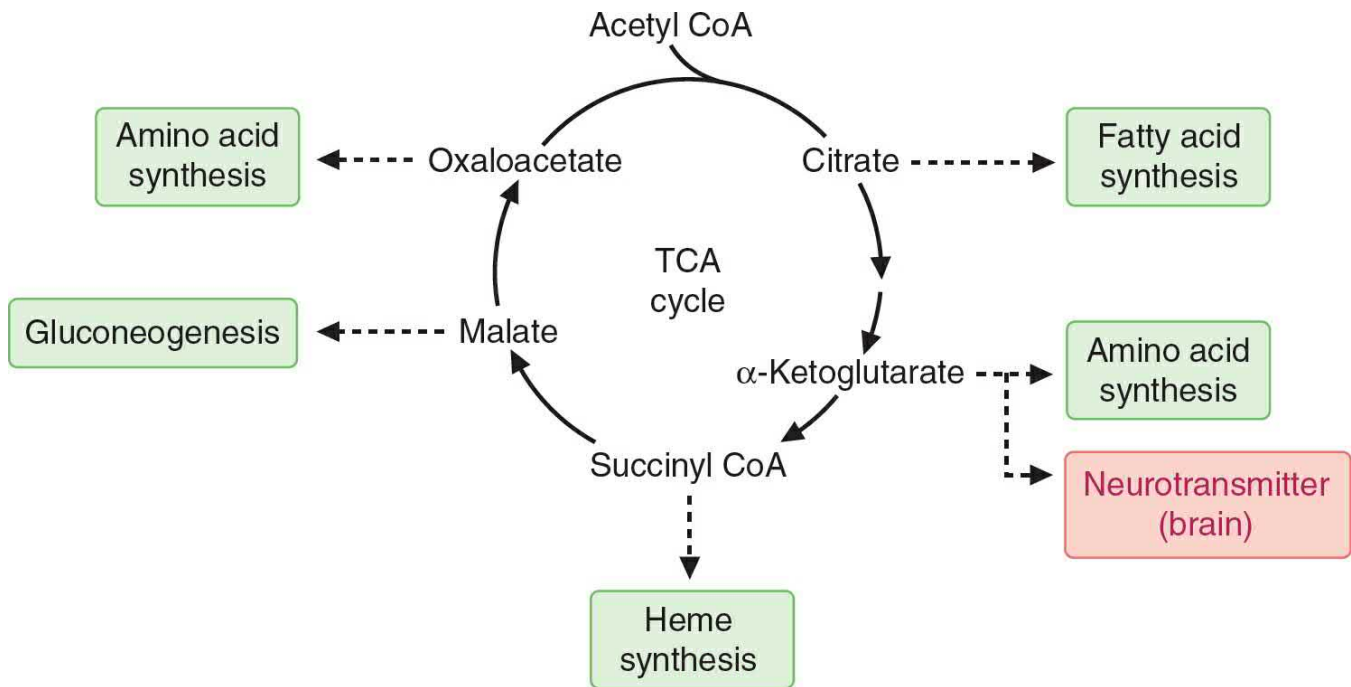 Acetyl CoA
Amino acid
synthesis
Oxaloacetate
Citrate
Fatty acid
synthesis
TCA
cycle
Gluconeogenesis
Malate
α-Ketoglutarate
Amino acid
synthesis
Succinyl CoA
Neurotransmitter
(brain)
Heme
synthesis